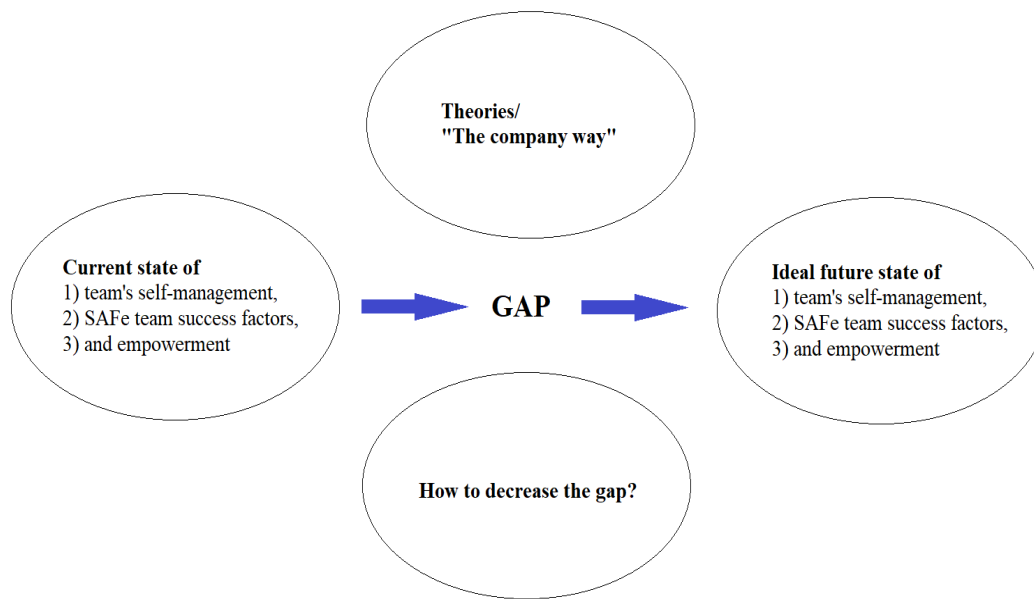 Theories/
"The company way"
Current state of
1) team's self-management,
2) SAFe team success factors,
3) and empowerment
GAP
Ideal future state of
1) team's self-management,
2) SAFe team success factors,
3) and empowerment
How to decrease the gap?